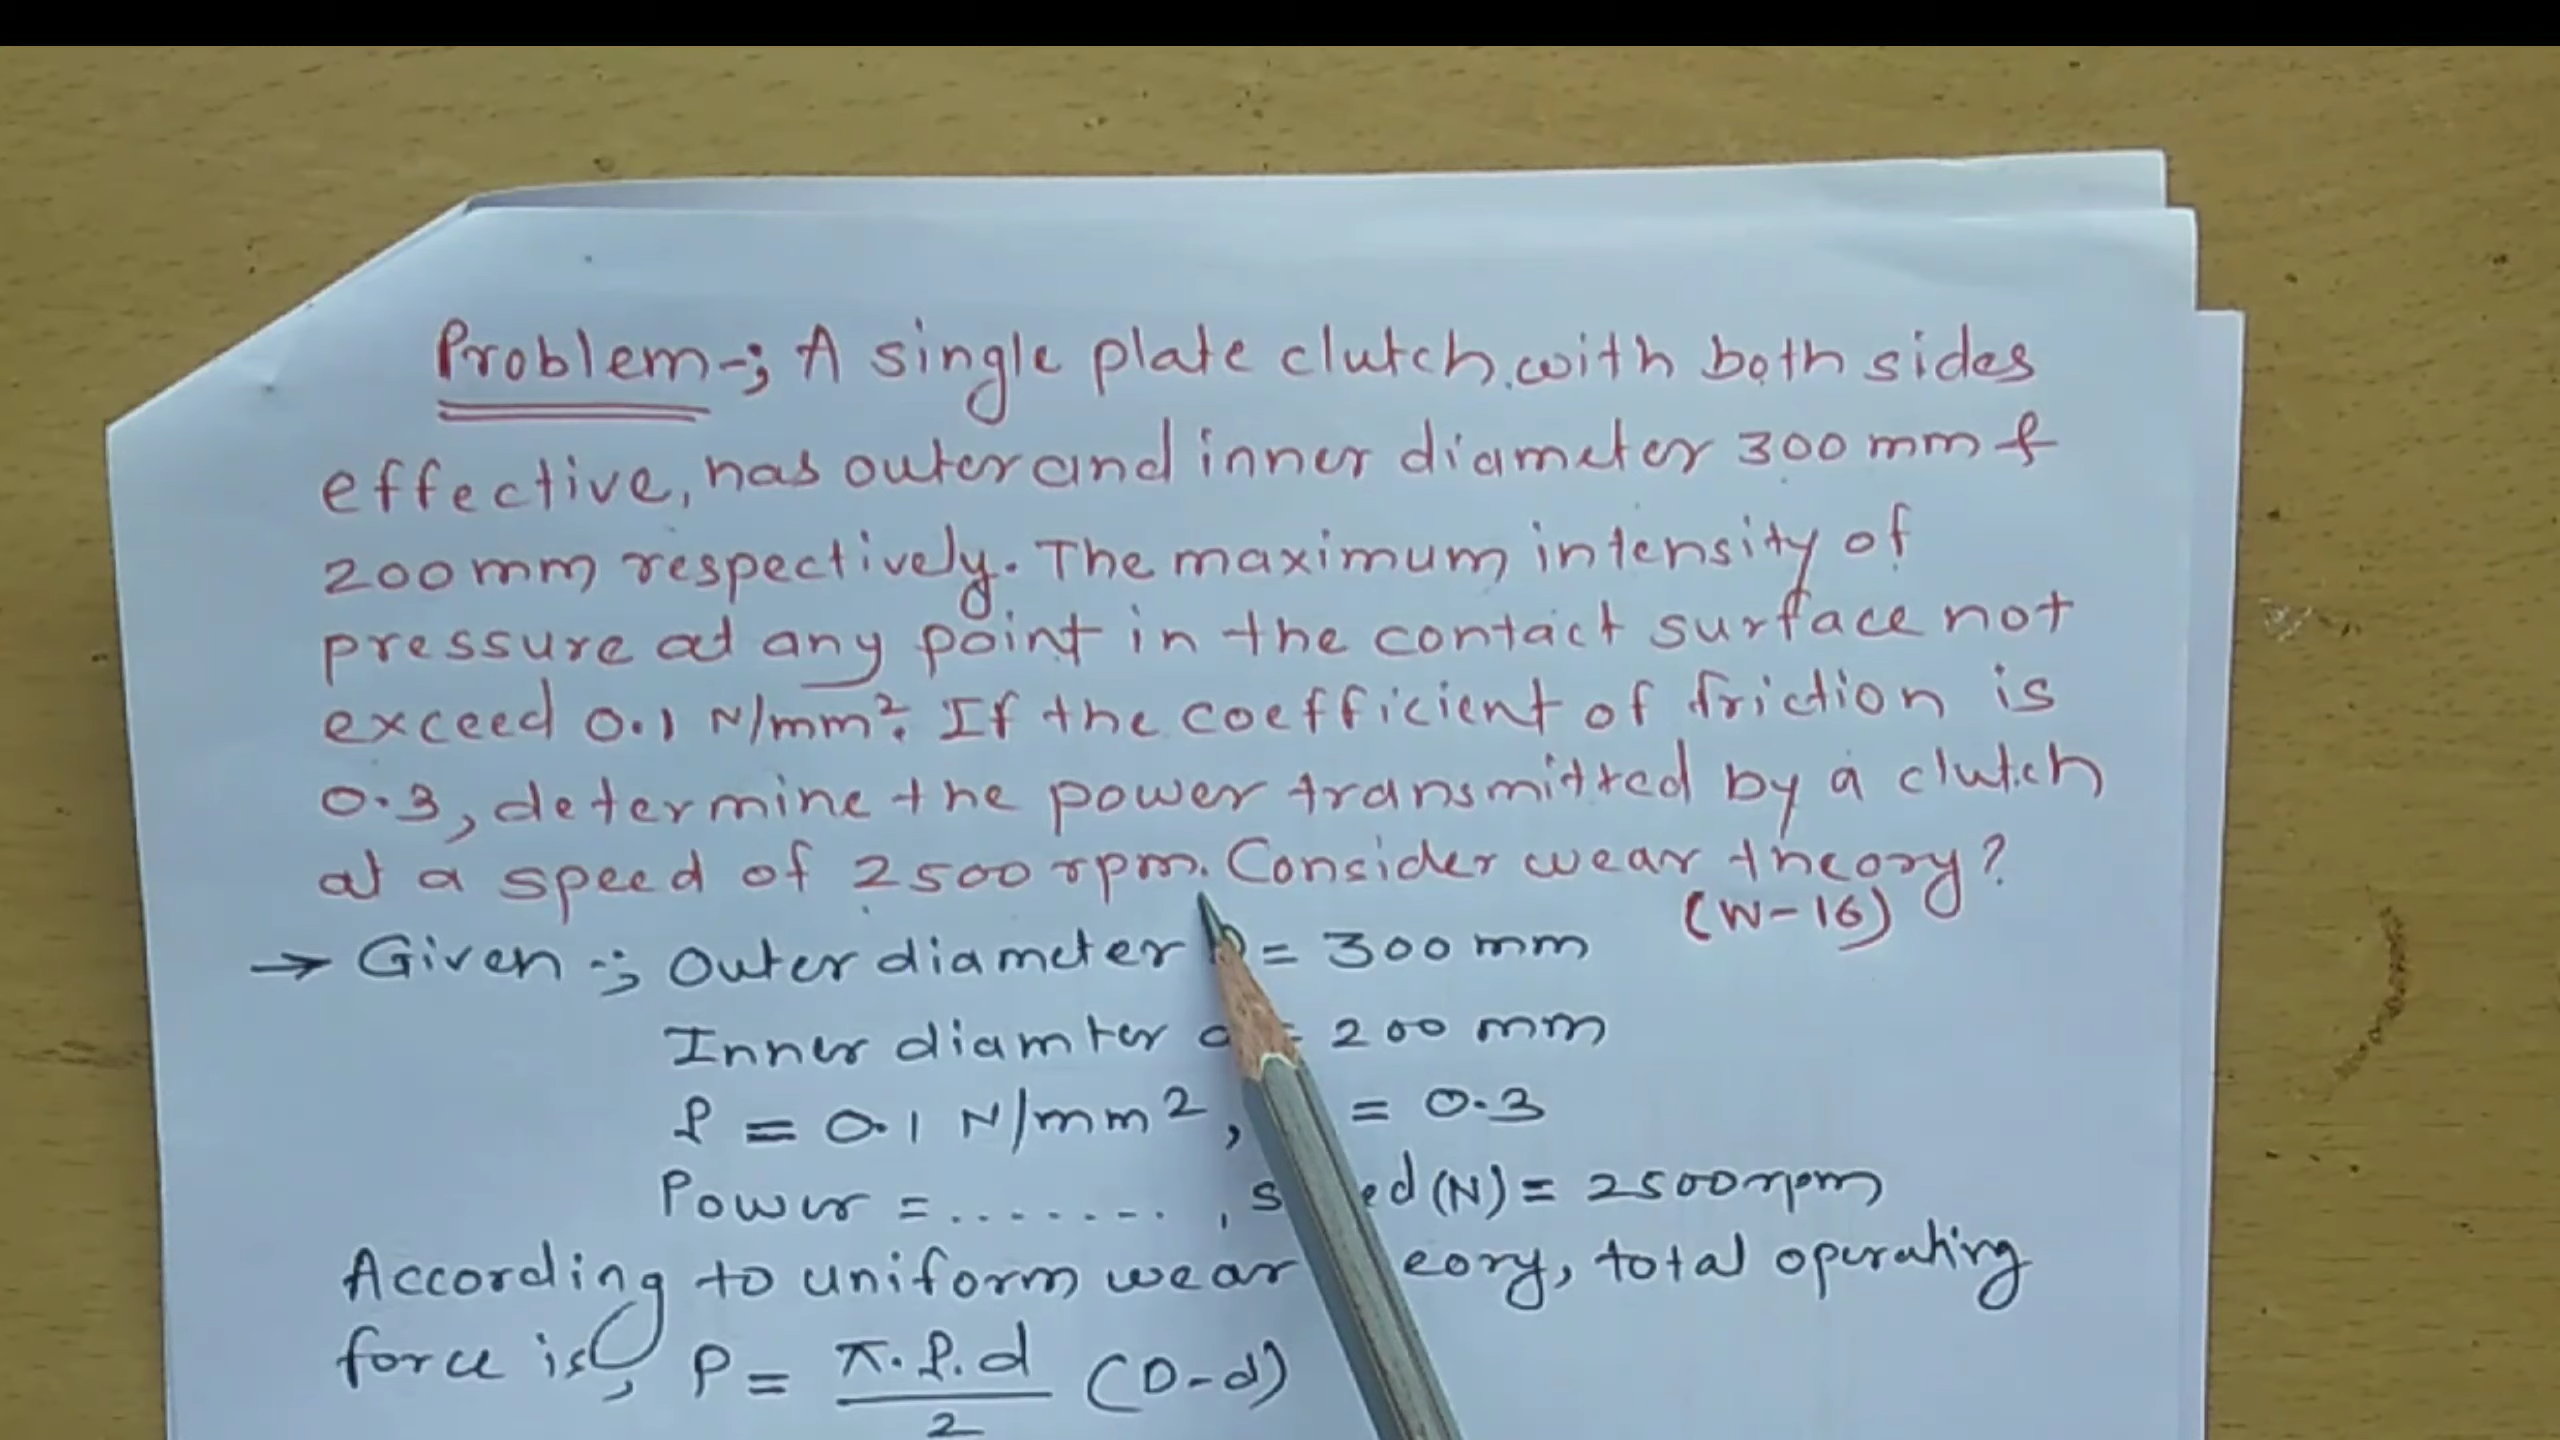 Problem-; A single plate clutch, with both sides
effective, has outer and inner diameter 300 mm &
200 mm respectively. The maximum intensity of
pressure at any point in the contact surface not
exceed 0.1 N/mm². If the coefficient of friction is
0.3, determine the power transmitted by a clutch
at a speed of 2500 rpm. Consider wear theory?
(W-16)
→ Given-; Outer diameter = 300 mm
Inner diamter = 200 mm
P = 0.1 N/mm², = 0.3
Power = ........, (N) = 2500 rpm
According to uniform wear total operating
force is, P = π.P.d/2 (D-d)